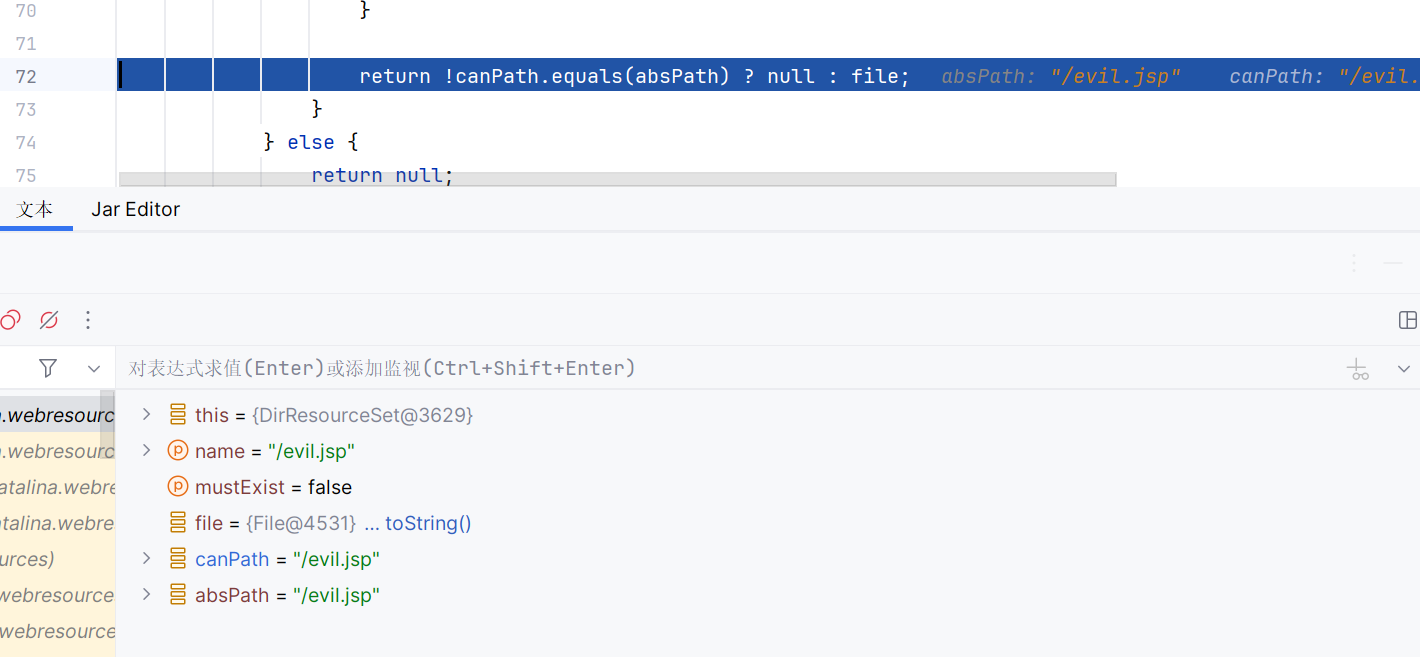 70 }
71
72 return !canPath.equals(absPath) ? null : file; absPath: "/evil.jsp" canPath: "/evil.
73 }
74 } else {
75 return null;
文本 Jar Editor
对表达式求值(Enter)或添加监视(Ctrl+Shift+Enter)
.webresourc
this = {DirResourceSet@3629}
.webresourc
name = "/evil.jsp"
atalina.webre
mustExist = false
talina.webre
file = {File@4531} ... toString()
urces)
canPath = "/evil.jsp"
webresource
absPath = "/evil.jsp"
webresource